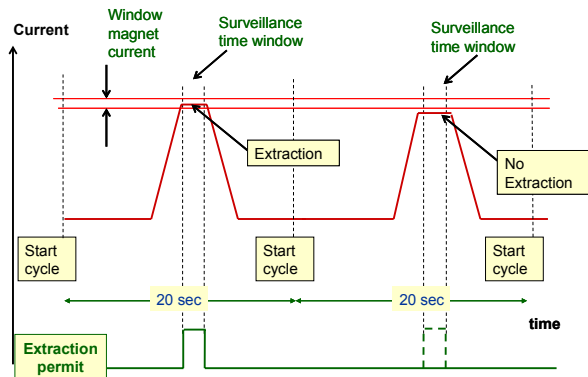 Window
magnet
current
Surveillance
time window
Current
Surveillance
time window
Extraction
No
Extraction
Start
cycle
Start
cycle
Start
cycle
20 sec
20 sec
time
Extraction
permit